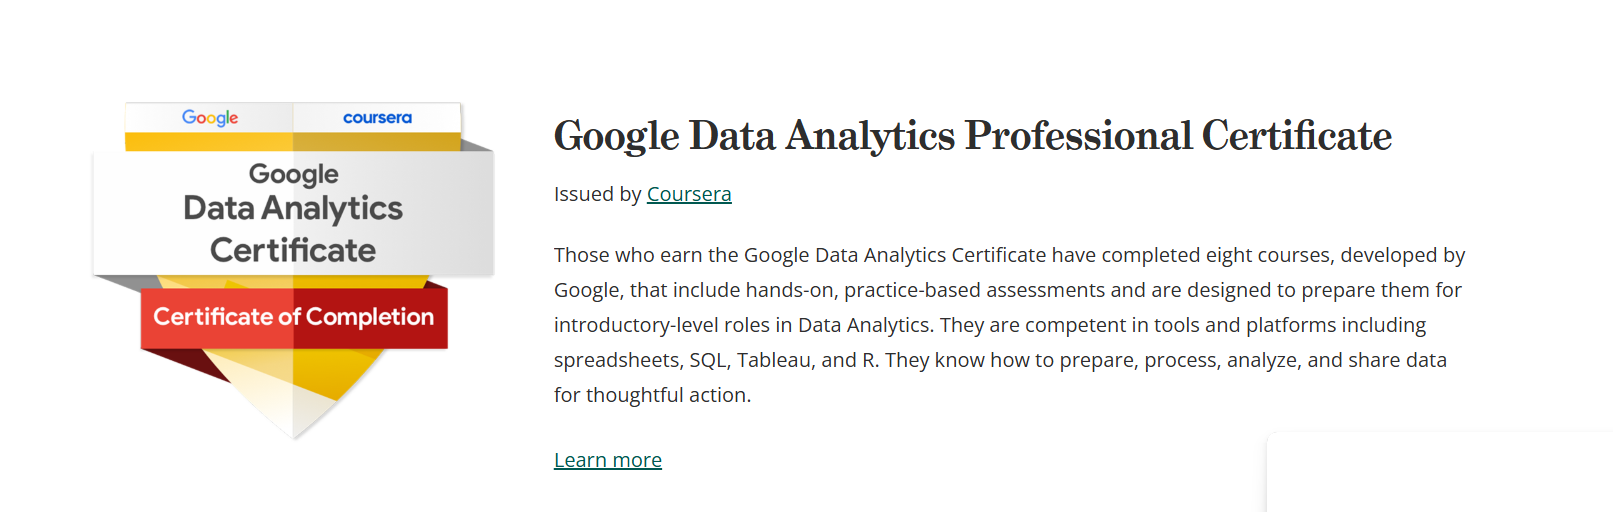 Google coursera
Google
Data Analytics
Certificate
Certificate of Completion
Google Data Analytics Professional Certificate
Issued by Coursera
Those who earn the Google Data Analytics Certificate have completed eight courses, developed by
Google, that include hands-on, practice-based assessments and are designed to prepare them for
introductory-level roles in Data Analytics. They are competent in tools and platforms including
spreadsheets, SQL, Tableau, and R. They know how to prepare, process, analyze, and share data
for thoughtful action.
Learn more